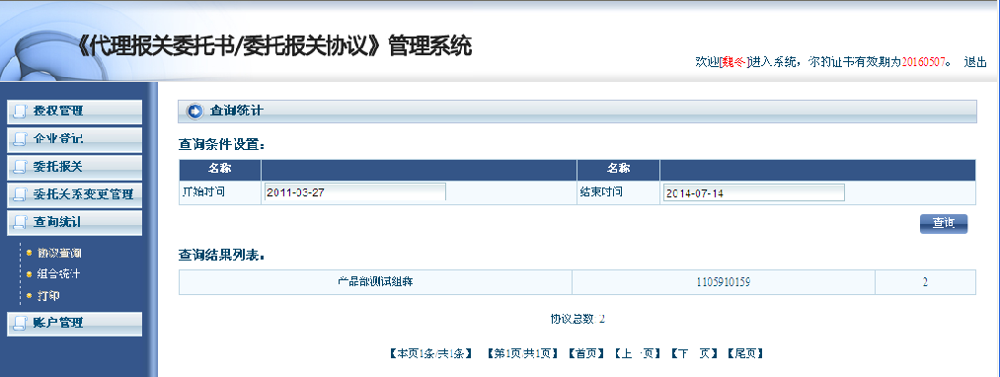 《代理报关委托书/委托报关协议》管理系统
欢迎[魏冬]进入系统，你的证书有效期为20160507。 退出
授权管理
企业登记
委托报关
委托关系变更管理
查询统计
协议查询
组合统计
打印
账户管理
查询统计
查询条件设置：
名称 名称
开始时间 2011-03-27 结束时间 2014-07-14
查询
查询结果列表。
产品部测试组辉 1105910159 2
协议总数: 2
【本页1条/共1条】 【第1页/共1页】【首页】【上一页】【下一页】【尾页】